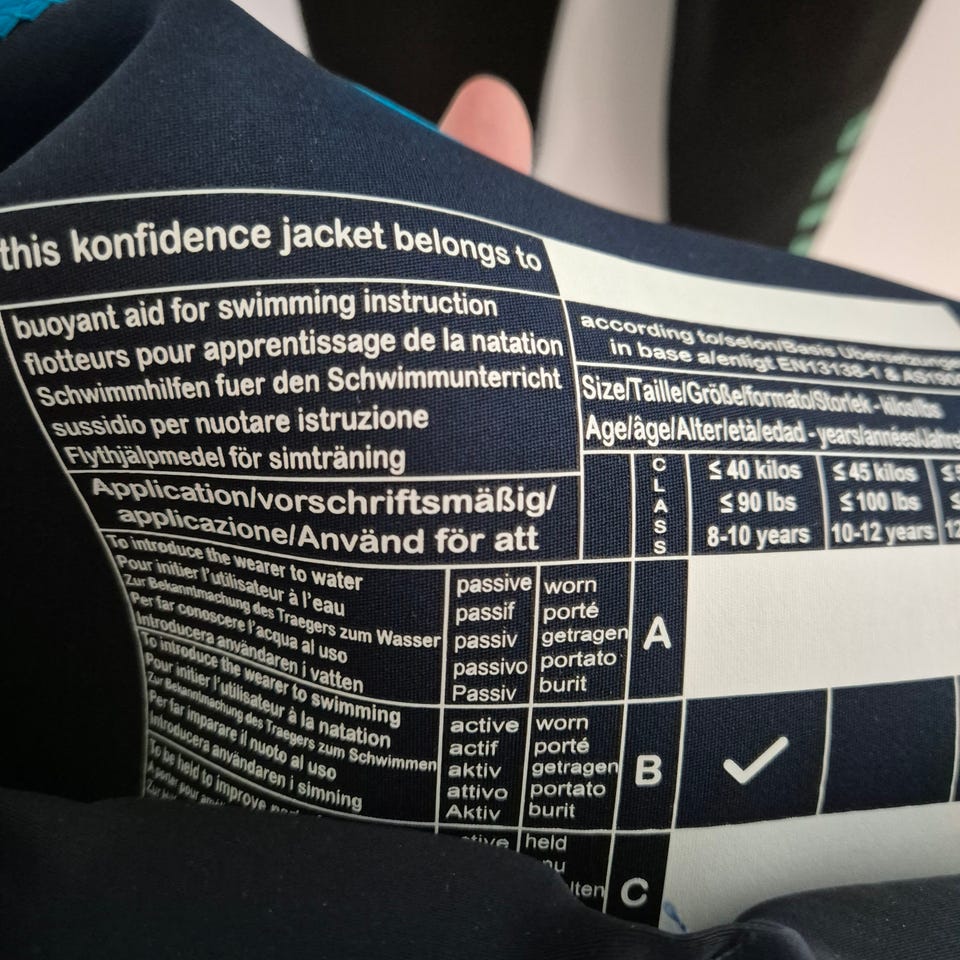 this konfidence jacket belongs to
buoyant aid for swimming instruction
flotteurs pour apprentissage de la natation
Schwimmhilfen fuer den Schwimmunterricht
sussidio per nuotare istruzione
Flythjälpmedel för simträning
according to/selon/Basis Übersetzung
in base a/enligt EN13138-1 &
Size/Taille/Größe/formato/Storlek - kilos/lbs
Age/âge/Alter/età/edad - years/années/Jahre
CLASS
≤ 40 kilos ≤ 45 kilos
≤ 90 lbs ≤ 100 lbs
8-10 years 10-12 years 12
Application/vorschriftsmäßig/
applicazione/Använd för att
To introduce the wearer to water
Pour initier l'utilisateur à l'eau
Zur Bekanntmachung des Traegers zum Wasser
Per far conoscere l'acqua al uso
Introducera användaren i vatten
passive worn
passif porté
passiv getragen
passivo portato
Passiv burit
A
To introduce the wearer to swimming
Pour initier l'utilisateur à la natation
Zur Bekanntmachung des Traegers zum Schwimmen
Per far imparare il nuoto al uso
Introducera användaren i simning
active worn
actif porté
aktiv getragen
attivo portato
Aktiv burit
B ✓
To be held to improve
held
C